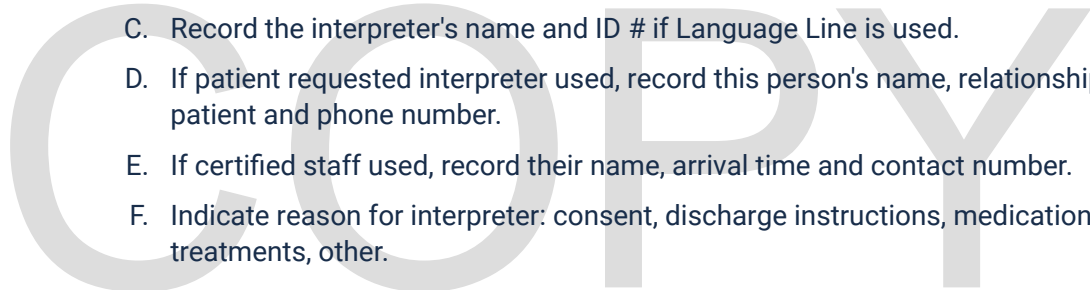 COPY
C. Record the interpreter's name and ID # if Language Line is used.
D. If patient requested interpreter used, record this person's name, relationshi
patient and phone number.
E. If certified staff used, record their name, arrival time and contact number.
F. Indicate reason for interpreter: consent, discharge instructions, medication
treatments, other.